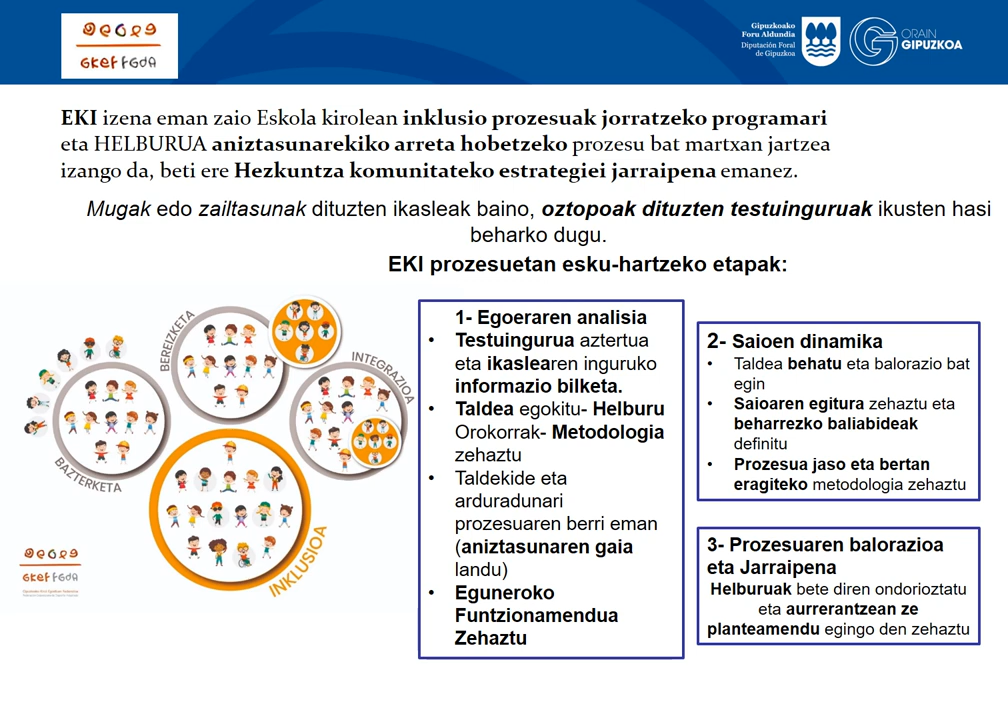 GKEF FGDA
Gipuzkoako
Foru Aldundia
Diputación Foral
de Gipuzkoa
ORAIN
GIPUZKOA
EKI izena eman zaio Eskola kirolean inklusio prozesuak jorratzeko programari
eta HELBURUA aniztasunarekiko arreta hobetzeko prozesu bat martxan jartzea
izango da, beti ere Hezkuntza komunitateko estrategiei jarraipena emanez.
Mugak edo zailtasunak dituzten ikasleak baino, oztopoak dituzten testuinguruak ikusten hasi
beharko dugu.
EKI prozesuetan esku-hartzeko etapak:
BEREIZKETA
INTEGRAZIOA
BAZTERKETA
INKLUSIOA
GKEF FGDA
1- Egoeraren analisia
• Testuingurua aztertua
eta ikaslearen inguruko
informazio bilketa.
• Taldea egokitu- Helburu
Orokorrak- Metodologia
zehaztu
• Taldekide eta
arduradunari
prozesuaren berri eman
(aniztasunaren gaia
landu)
• Eguneroko
Funtzionamendua
Zehaztu
2- Saioen dinamika
• Taldea behatu eta balorazio bat
egin
• Saioaren egitura zehaztu eta
beharrezko baliabideak
definitu
• Prozesua jaso eta bertan
eragiteko metodologia zehaztu
3- Prozesuaren balorazioa
eta Jarraipena
Helburuak bete diren ondorioztatu
eta aurrerantzean ze
planteamendu egingo den zehaztu